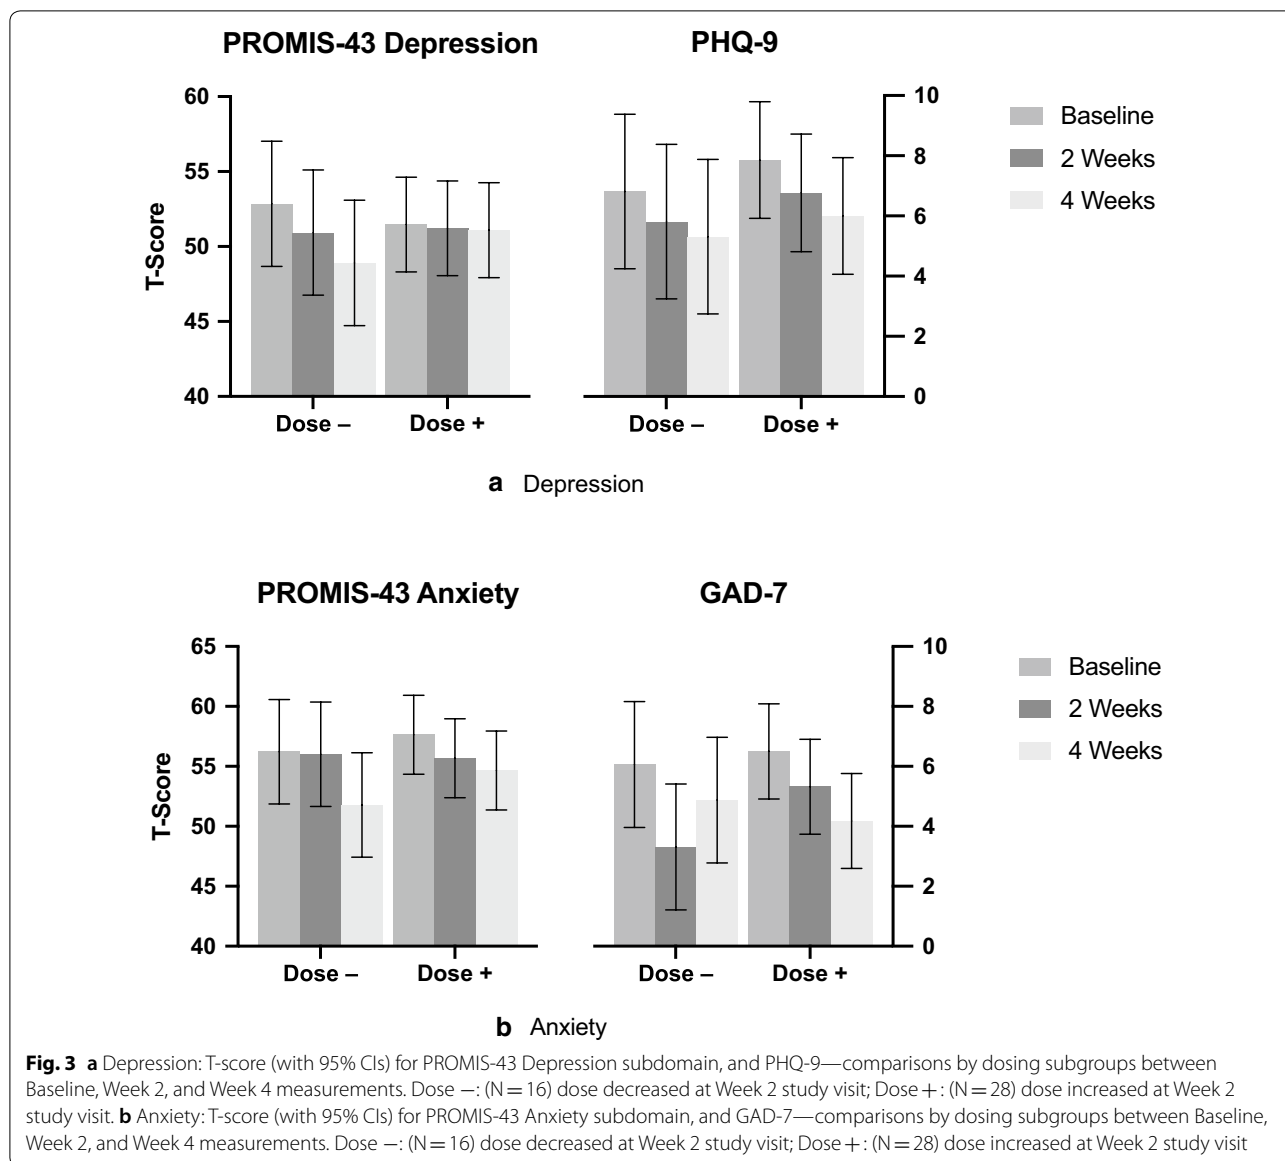 PROMIS-43 Depression
PHQ-9
60
55
50
45
40
T-Score
Dose –
Dose +
10
8
6
4
2
0
Dose –
Dose +
Baseline
2 Weeks
4 Weeks
a Depression
PROMIS-43 Anxiety
GAD-7
65
60
55
50
45
40
T-Score
Dose –
Dose +
10
8
6
4
2
0
Dose –
Dose +
Baseline
2 Weeks
4 Weeks
b Anxiety
Fig. 3 a Depression: T-score (with 95% CIs) for PROMIS-43 Depression subdomain, and PHQ-9—comparisons by dosing subgroups between
Baseline, Week 2, and Week 4 measurements. Dose −: (N = 16) dose decreased at Week 2 study visit; Dose +: (N = 28) dose increased at Week 2
study visit. b Anxiety: T-score (with 95% CIs) for PROMIS-43 Anxiety subdomain, and GAD-7—comparisons by dosing subgroups between Baseline,
Week 2, and Week 4 measurements. Dose −: (N = 16) dose decreased at Week 2 study visit; Dose +: (N = 28) dose increased at Week 2 study visit